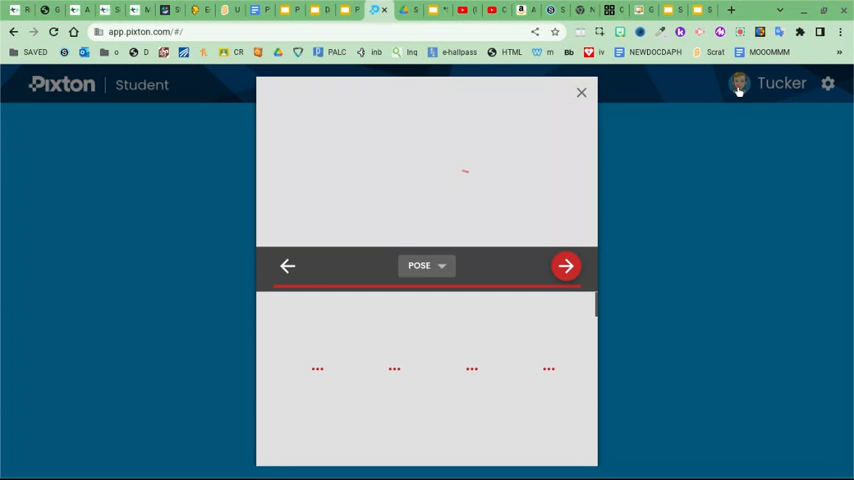 R G A S M S E U P P D P S *: ( C A S N C G S S
app.pixton.com/#/
SAVED o D CR PALC inb Inq e-hallpass HTML m Bb iv NEWDOCDAPH Scrat MOOOMMM »
Pixton Student Tucker
POSE